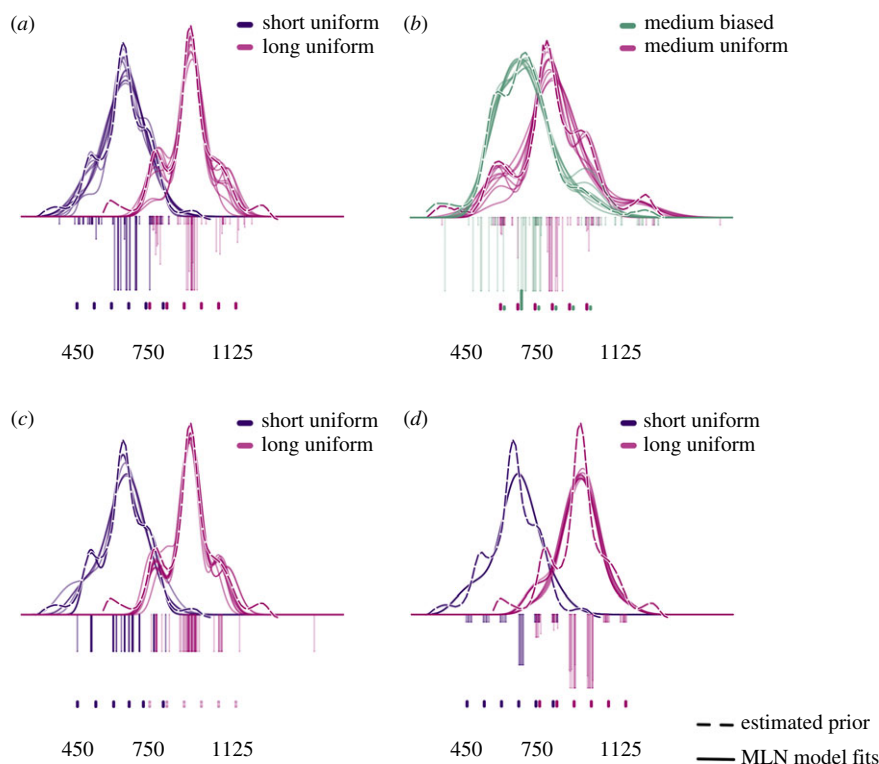 (a)
short uniform
long uniform
450 750 1125
(b)
medium biased
medium uniform
450 750 1125
(c)
short uniform
long uniform
450 750 1125
(d)
short uniform
long uniform
450 750 1125
estimated prior
MLN model fits